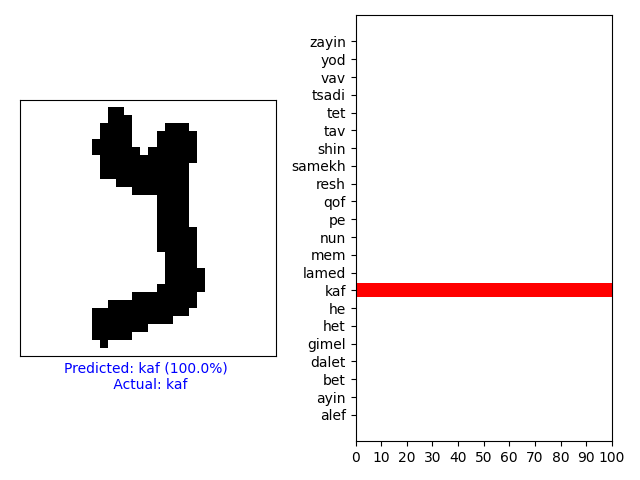 zayin
yod
vav
tsadi
tet
tav
shin
samekh
resh
qof
pe
nun
mem
lamed
kaf
he
het
gimel
dalet
bet
ayin
alef
0 10 20 30 40 50 60 70 80 90 100
Predicted: kaf (100.0%)
Actual: kaf